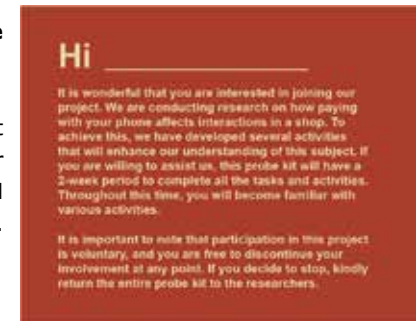 Hi
It is wonderful that you are interested in joining our
project. We are conducting research on how paying
with your phone affects interactions in a shop. To
achieve this, we have developed several activities
that will enhance our understanding of this subject. If
you are willing to assist us, this probe kit will have a
2-week period to complete all the tasks and activities.
Throughout this time, you will become familiar with
various activities.
It is important to note that participation in this project
is voluntary, and you are free to discontinue your
involvement at any point. If you decide to stop, kindly
return the entire probe kit to the researchers.